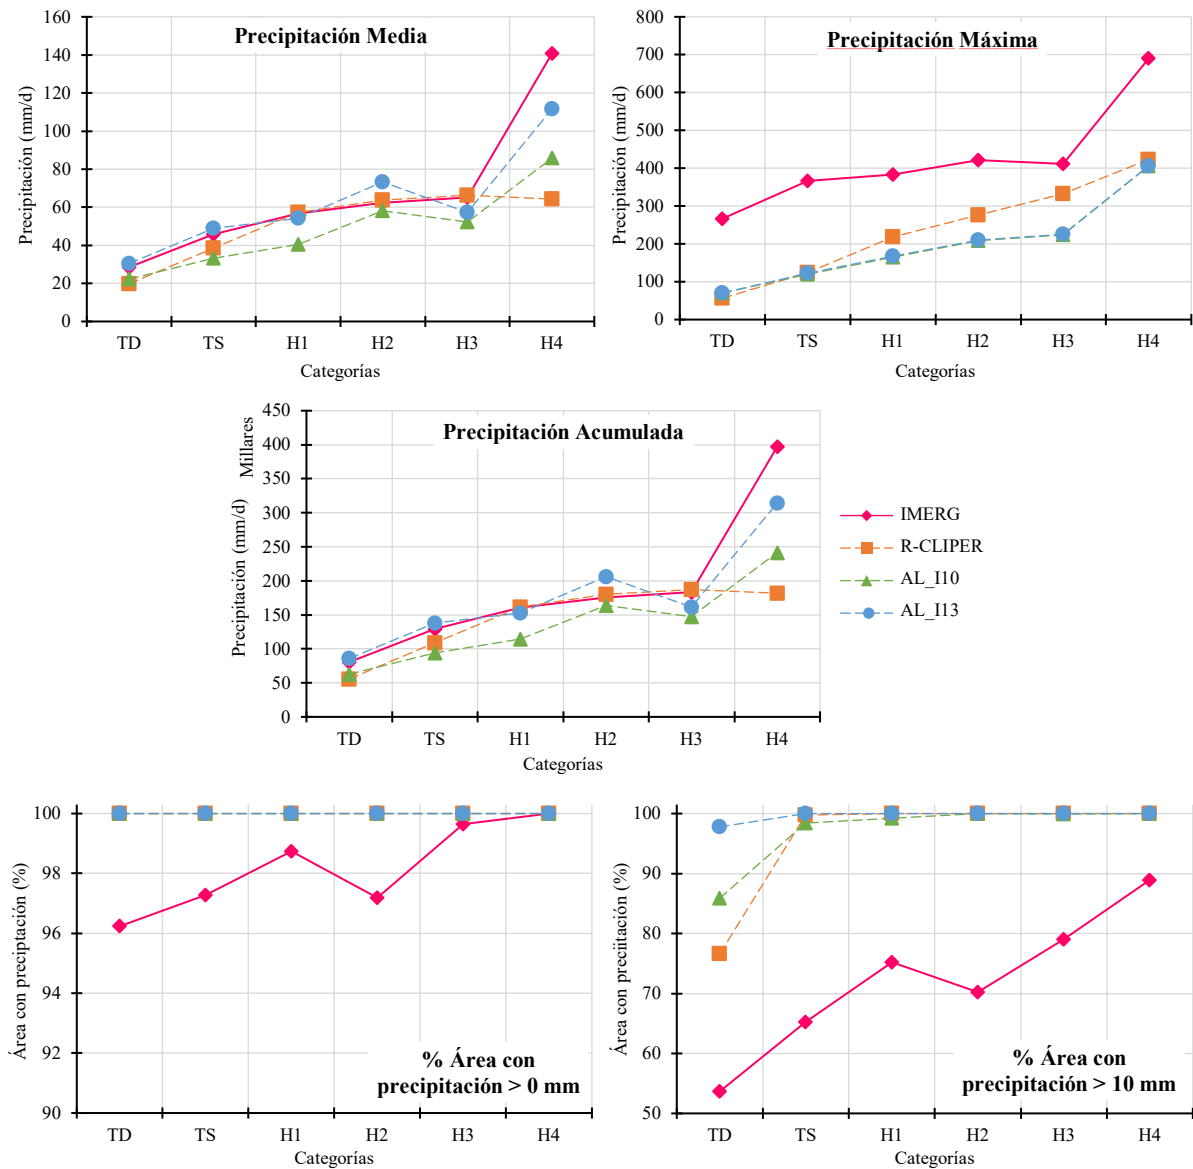 Precipitación Media
Precipitación (mm/d)
160
140
120
100
80
60
40
20
0
TD TS H1 H2 H3 H4
Categorías
Precipitación Máxima
Precipitación (mm/d)
800
700
600
500
400
300
200
100
0
TD TS H1 H2 H3 H4
Categorías
Precipitación Acumulada
Millares
Precipitación (mm/d)
450
400
350
300
250
200
150
100
50
0
TD TS H1 H2 H3 H4
Categorías
IMERG
R-CLIPER
AL_I10
AL_I13
Área con preciptación (%)
100
98
96
94
92
90
% Área con
precipitación > 0 mm
TD TS H1 H2 H3 H4
Categorías
Área con preciitación (%)
100
90
80
70
60
50
% Área con
precipitación > 10 mm
TD TS H1 H2 H3 H4
Categorías